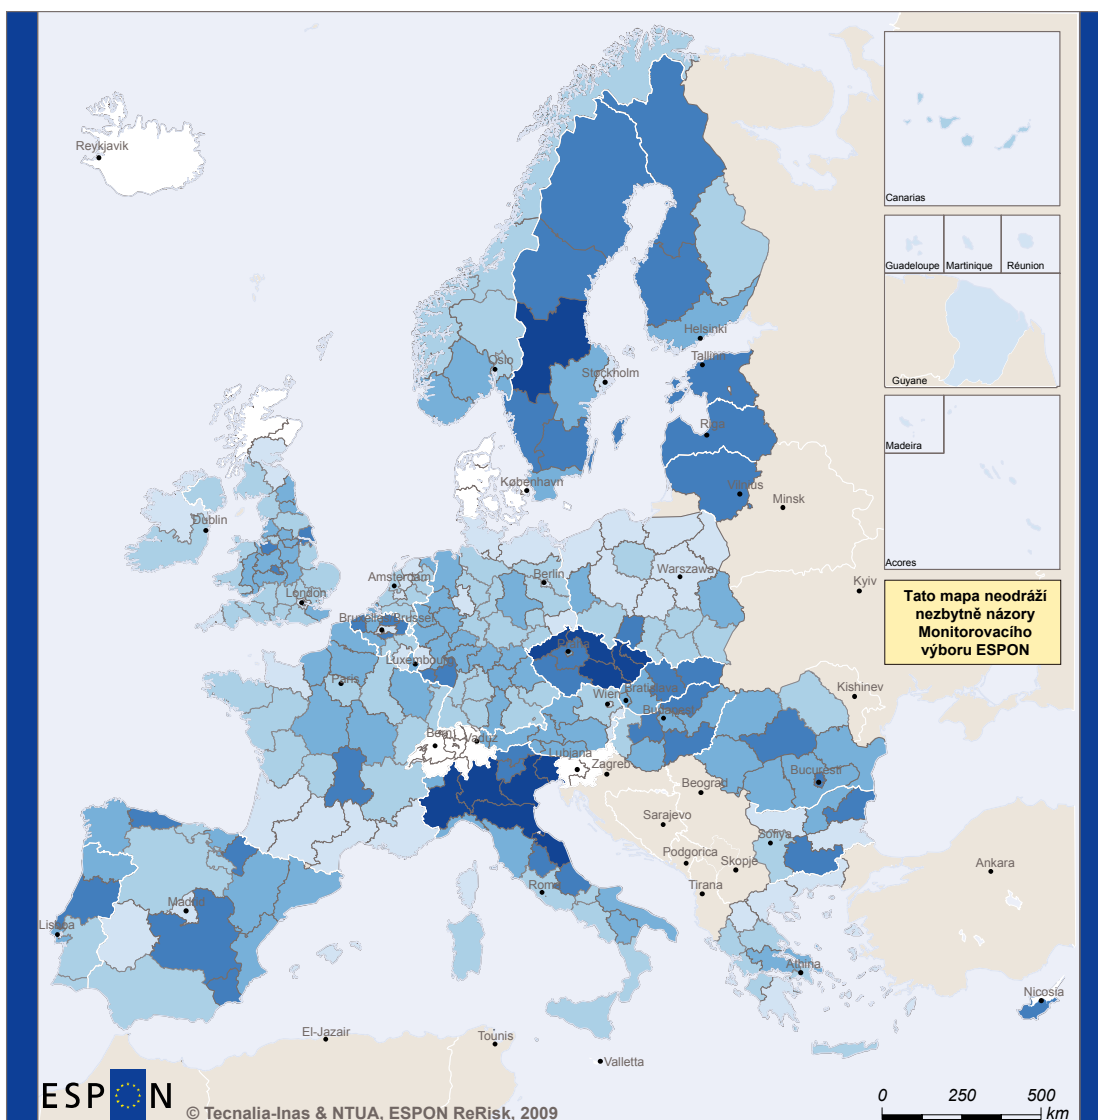 Reykjavik
Canarias
Guadeloupe
Martinique
Réunion
Guyane
Madeira
Acores
Tato mapa neodráží
nezbytně názory
Monitorovacího
výboru ESPON
Helsinki
Tallinn
Oslo
Stockholm
Riga
København
Vilnius
Minsk
Dublin
Amsterdam
Berlin
Warszawa
Kyiv
London
Bruxelles Brussel
Praha
Luxembourg
Paris
Wien
Bratislava
Budapest
Kishinev
Bern
Vaduz
Lubjana
Zagreb
Beograd
Bucuresti
Sarajevo
Sofiya
Podgorica
Skopje
Ankara
Roma
Tirana
Madrid
Lisboa
Athina
Nicosia
El-Jazair
Tounis
Valletta
ESPON
© Tecnalia-Inas & NTUA, ESPON ReRisk, 2009
0 250 500
km